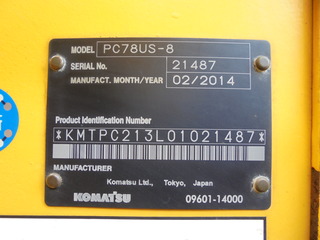 MODEL PC78US-8
SERIAL No. 21487
MANUFACT. MONTH/YEAR 02/2014
Product Identification Number
*KMTPC213L01021487*
MANUFACTURER
Komatsu Ltd., Tokyo, Japan
KOMATSU 09601-14000